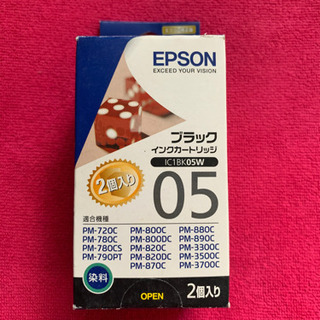 EPSON
EXCEED YOUR VISION
ブラック
インクカートリッジ
IC1BK05W
2個入り
05
適合機種
PM-720C PM-800C PM-880C
PM-780C PM-800DC PM-890C
PM-780CS PM-820C PM-3300C
PM-790PT PM-820DC PM-3500C
PM-870C PM-3700C
染料
OPEN
2個入り